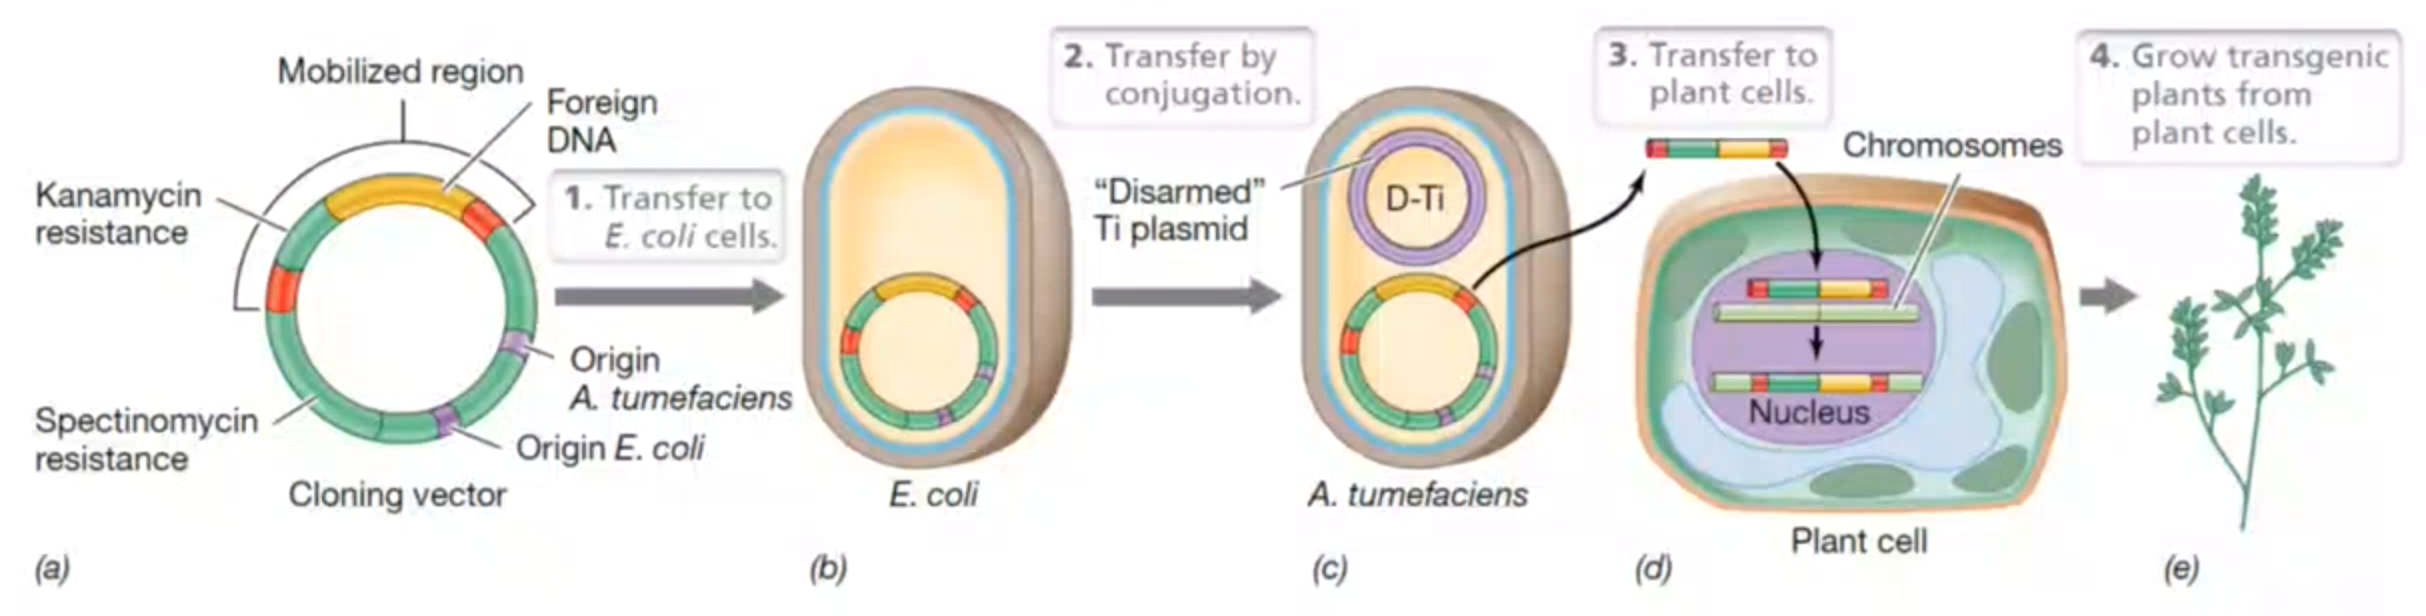 Mobilized region
Foreign
DNA
Kanamycin
resistance
1. Transfer to
E. coli cells.
Origin
A. tumefaciens
Spectinomycin
resistance
Origin E. coli
Cloning vector
(a)
E. coli
(b)
2. Transfer by
conjugation.
"Disarmed"
Ti plasmid
D-Ti
A. tumefaciens
(c)
3. Transfer to
plant cells.
Chromosomes
Nucleus
Plant cell
(d)
4. Grow transgenic
plants from
plant cells.
(e)